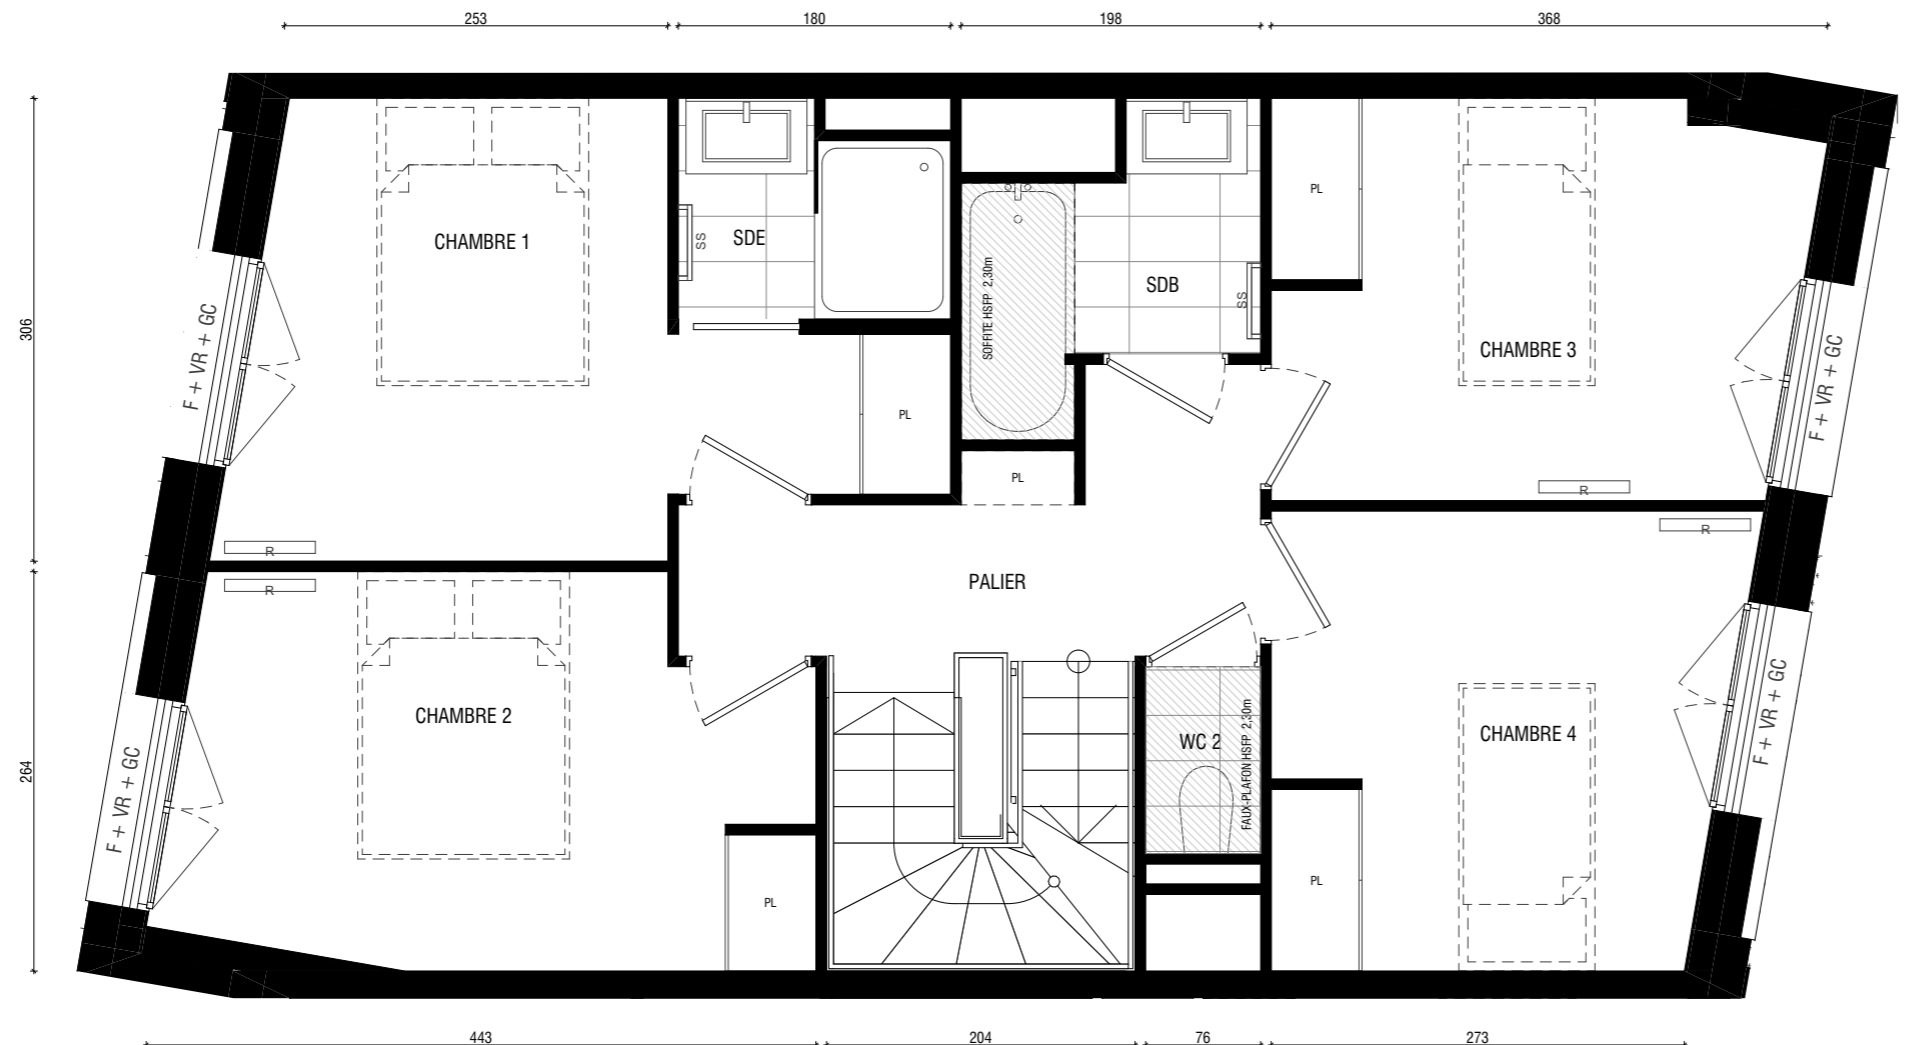 253
180
198
368
306
264
CHAMBRE 1
SDE
SS
SDB
SS
SOFFITE HSFP 2,30m
PL
CHAMBRE 3
F + VR + GC
F + VR + GC
PL
PL
R
R
R
R
PALIER
CHAMBRE 2
F + VR + GC
PL
WC 2
FAUX-PLAFON HSFP 2,30m
CHAMBRE 4
F + VR + GC
PL
443
204
76
273